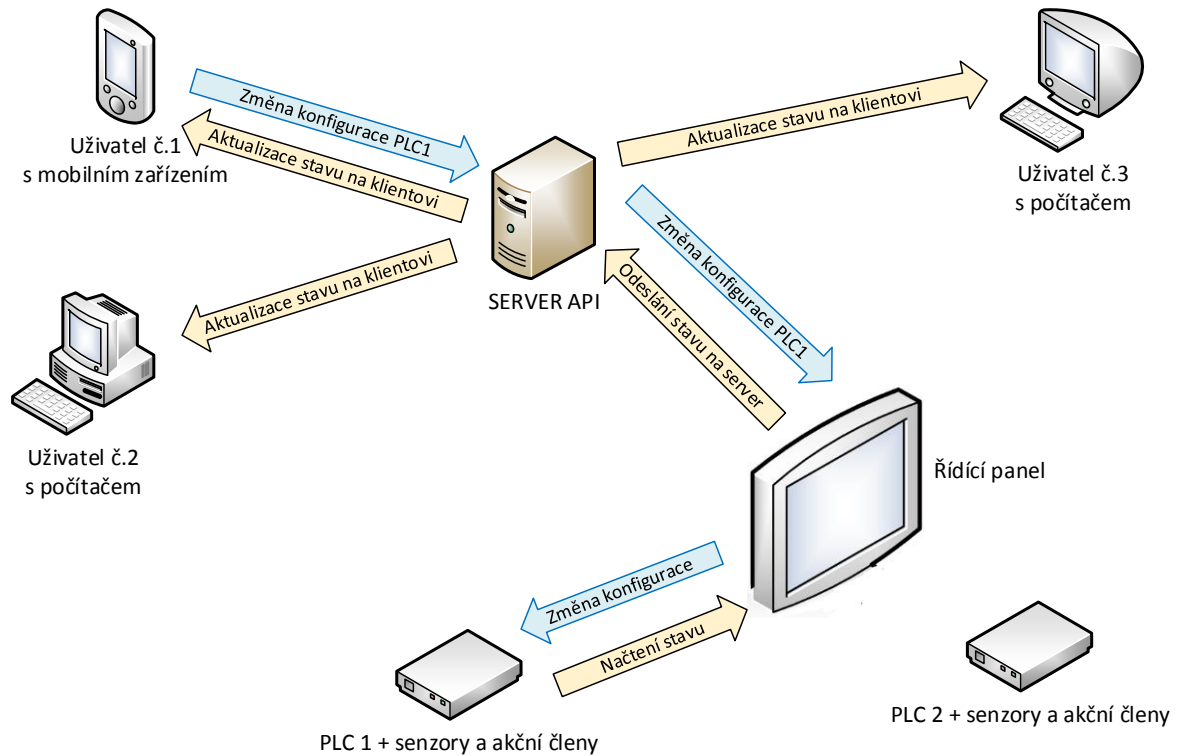 Změna konfigurace PLC1
Aktualizace stavu na klientovi
Uživatel č.1
s mobilním zařízením
Aktualizace stavu na klientovi
Uživatel č.3
s počítačem
SERVER API
Aktualizace stavu na klientovi
Uživatel č.2
s počítačem
Změna konfigurace PLC1
Odeslání stavu na server
Řídící panel
Změna konfigurace
Načtení stavu
PLC 1 + senzory a akční členy
PLC 2 + senzory a akční členy